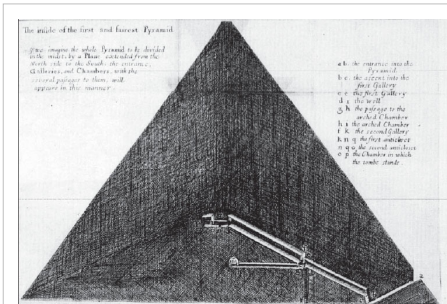 The inside of the first and fairest Pyramid
If we imagine the whole Pyramid to be divided
in the midst, by a Plane extended from the
North side to the South: the entrance,
Galleries, and Chambers, with the
several passages to them, will
appear in this manner.
a b. the entrance into the
Pyramid
b c. the ascent into the
first Gallery
the first Gallery
the well
g h the passage to the
arched Chamber
h i the arched Chamber
f k the second Gallery
the first anticloset
the second anticloset
o p. the Chamber in which
the tombe stands.